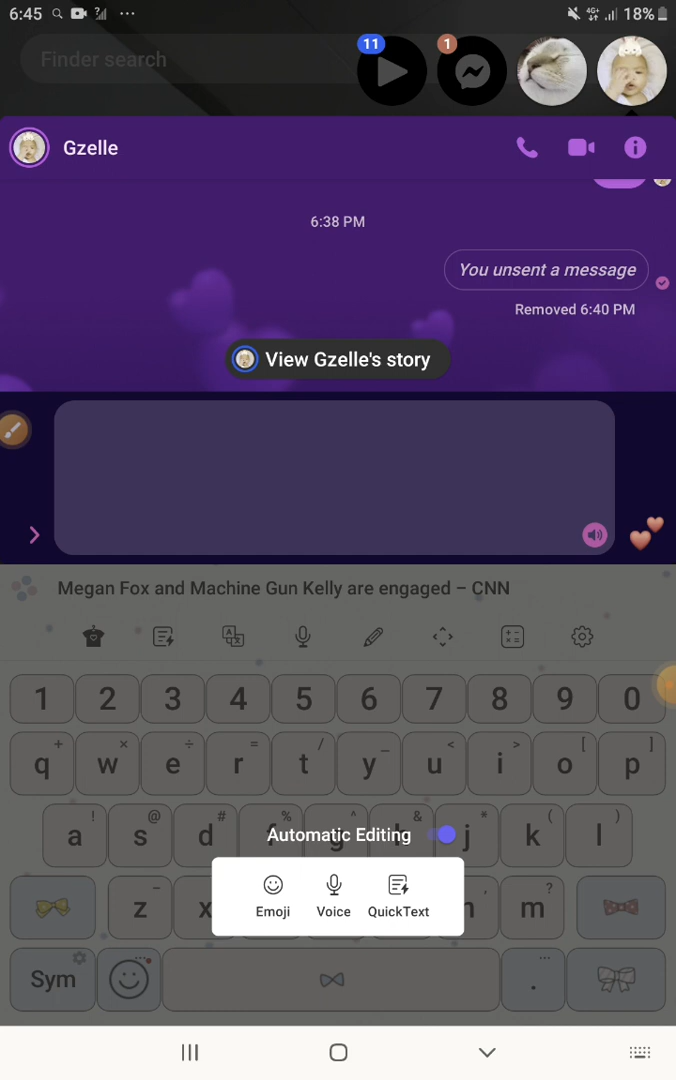 6:45
4G+ 18%
11
1
Finder search
Gzelle
6:38 PM
You unsent a message
Removed 6:40 PM
View Gzelle's story
Megan Fox and Machine Gun Kelly are engaged – CNN
1 2 3 4 5 6 7 8 9 0
+ × ÷ = / _ < > [ ]
q w e r t y u i o p
! @ # % ^ & * ( )
a s d g h j k l
Automatic Editing
z x n m ?
Emoji Voice QuickText
Sym .